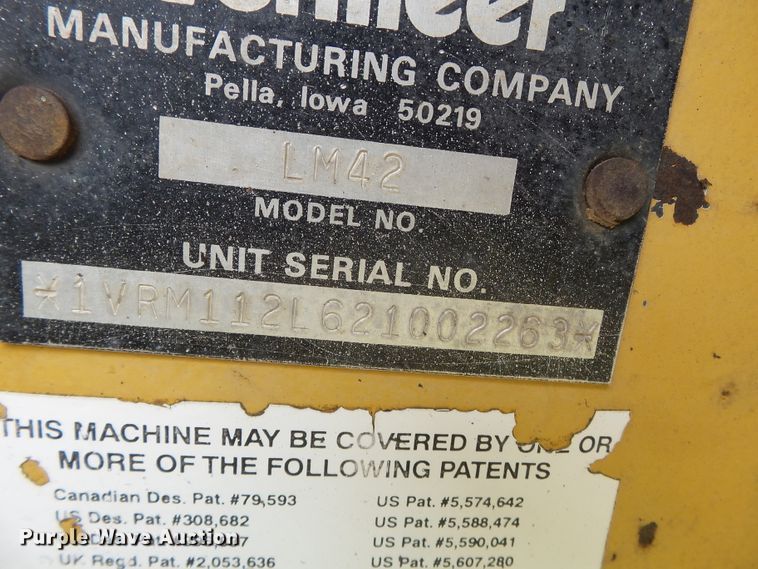 Vermeer
MANUFACTURING COMPANY
Pella, Iowa 50219
LM42
MODEL NO.
UNIT SERIAL NO.
*1VRM112L621002263*
THIS MACHINE MAY BE COVERED BY ONE OR
MORE OF THE FOLLOWING PATENTS
Canadian Des. Pat. #79,593 US Pat. #5,574,642
US Des. Pat. #308,682 US Pat. #5,588,474
US Pat. #5,590,041
UK Regd. Pat. #2,053,636 US Pat. #5,607,280
Purple Wave Auction